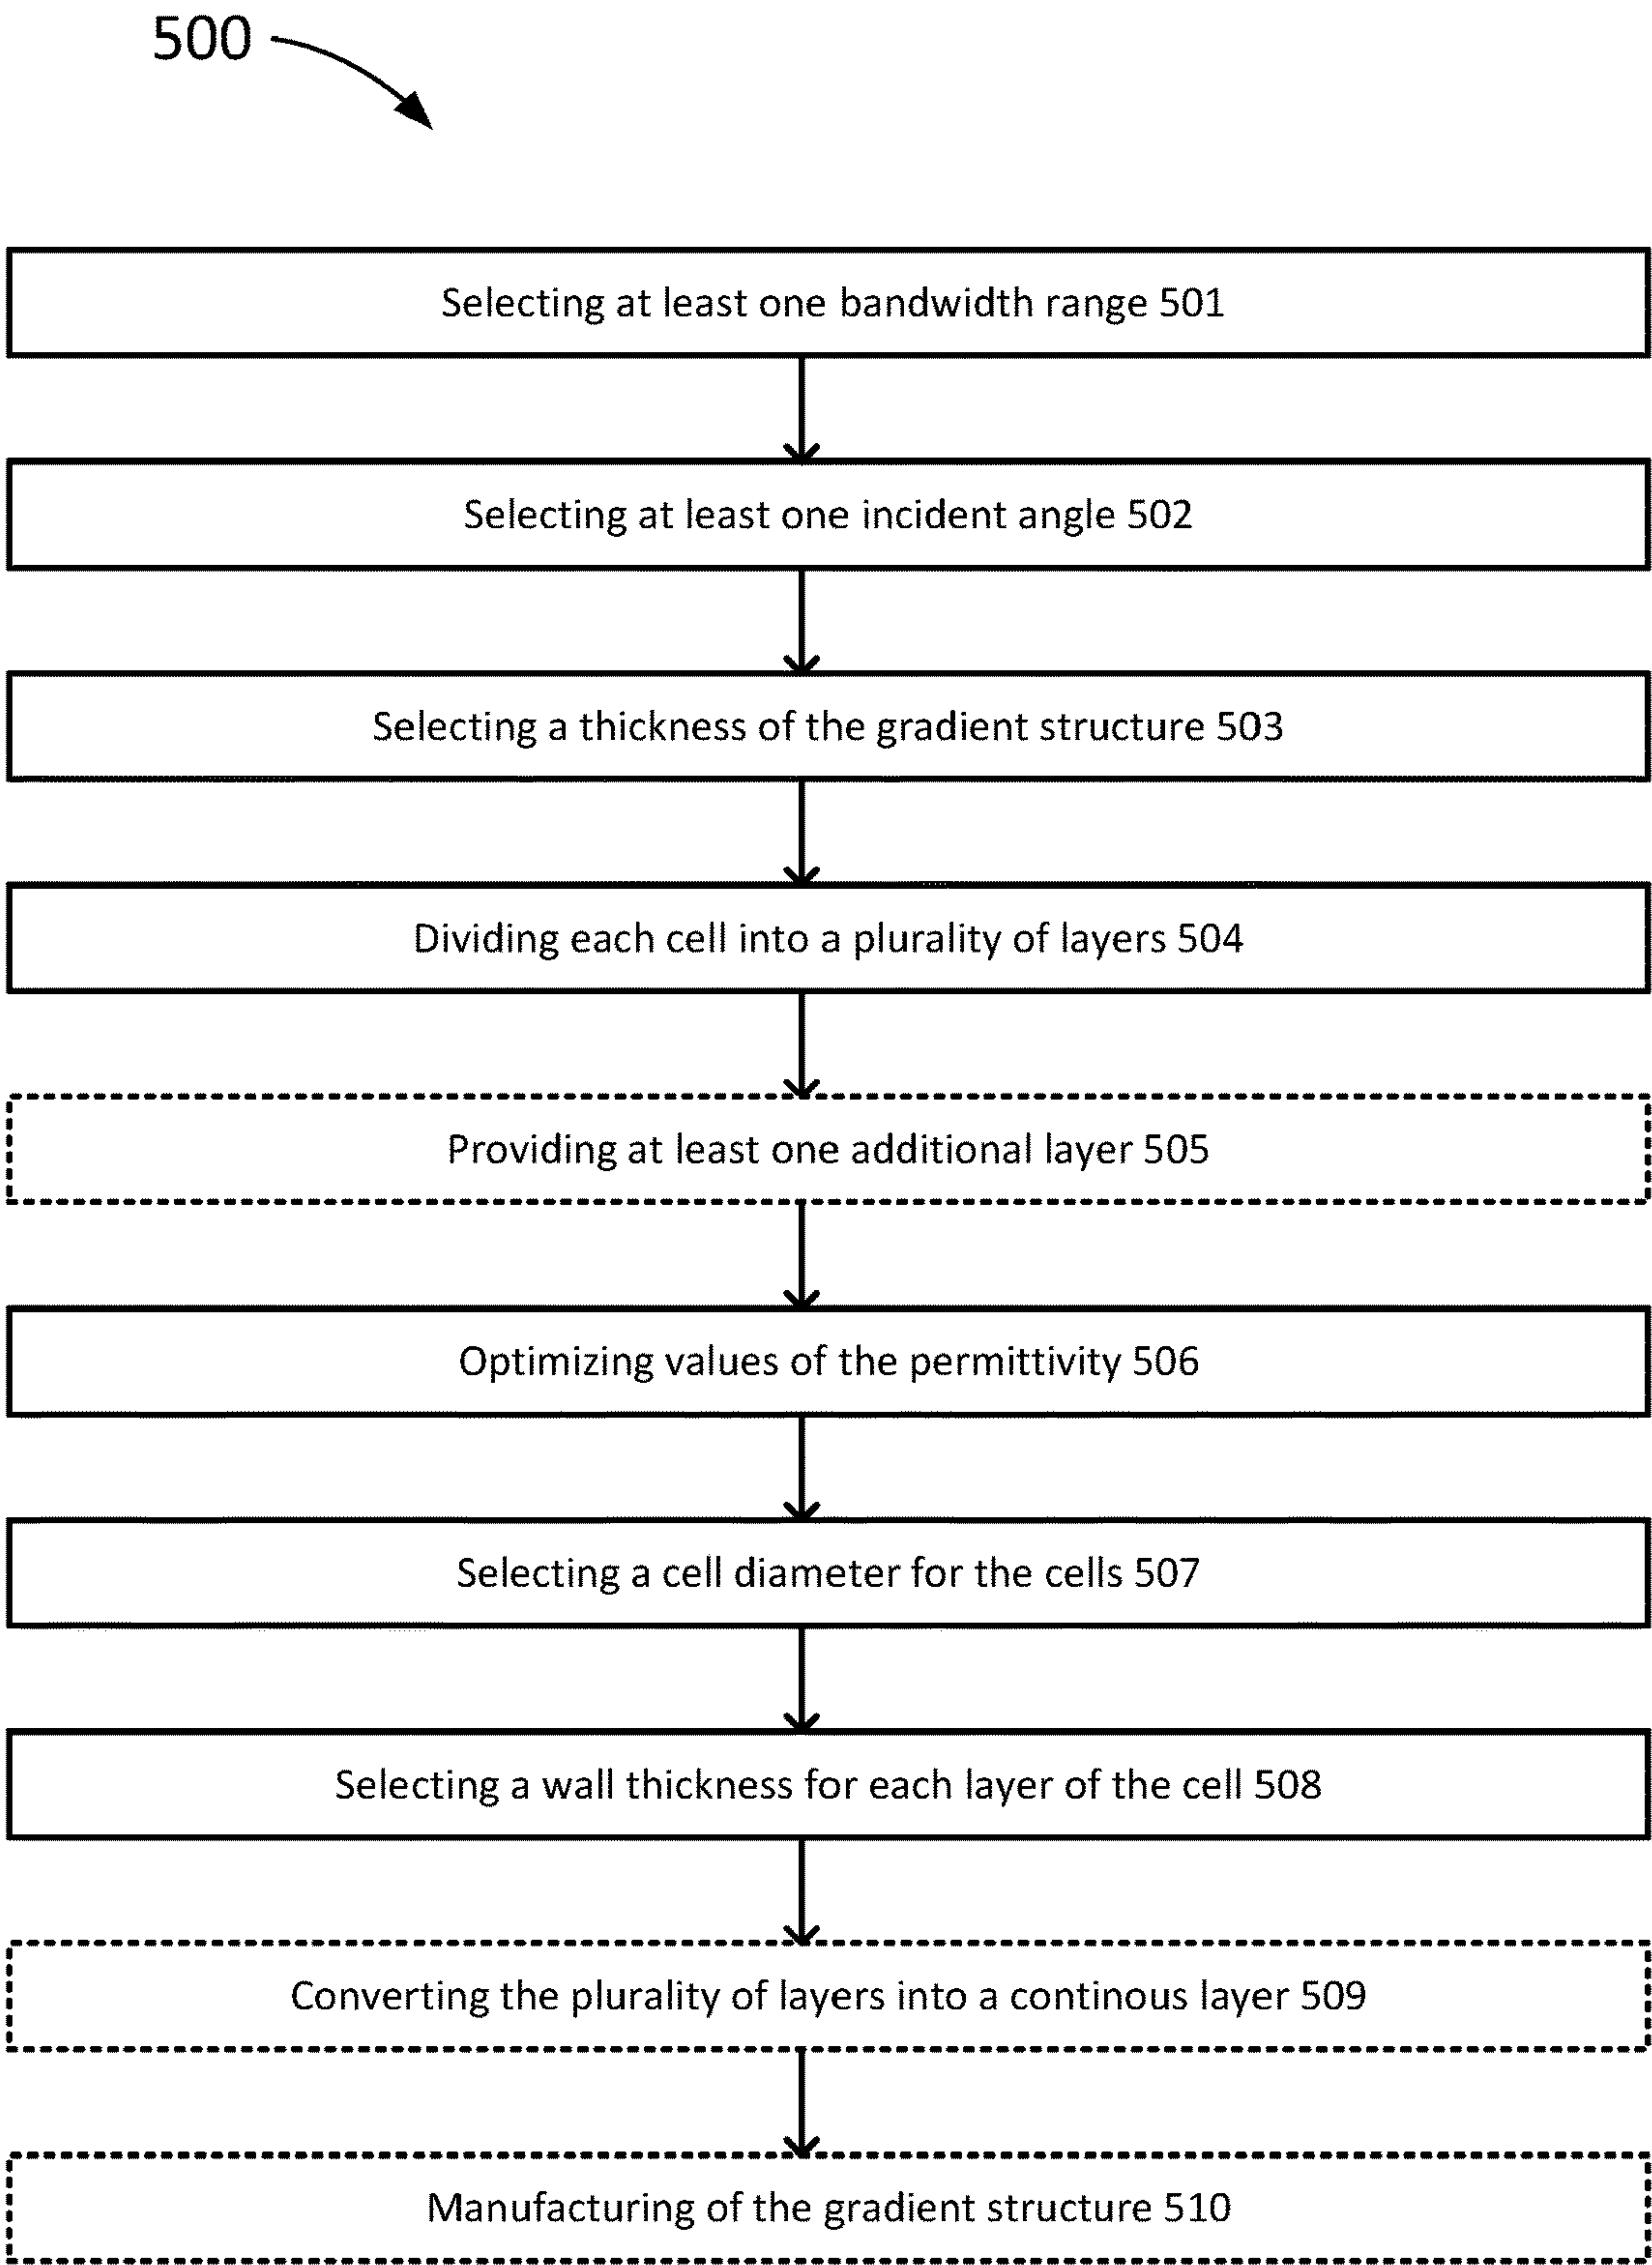 500
Selecting at least one bandwidth range 501
Selecting at least one incident angle 502
Selecting a thickness of the gradient structure 503
Dividing each cell into a plurality of layers 504
Providing at least one additional layer 505
Optimizing values of the permittivity 506
Selecting a cell diameter for the cells 507
Selecting a wall thickness for each layer of the cell 508
Converting the plurality of layers into a continous layer 509
Manufacturing of the gradient structure 510